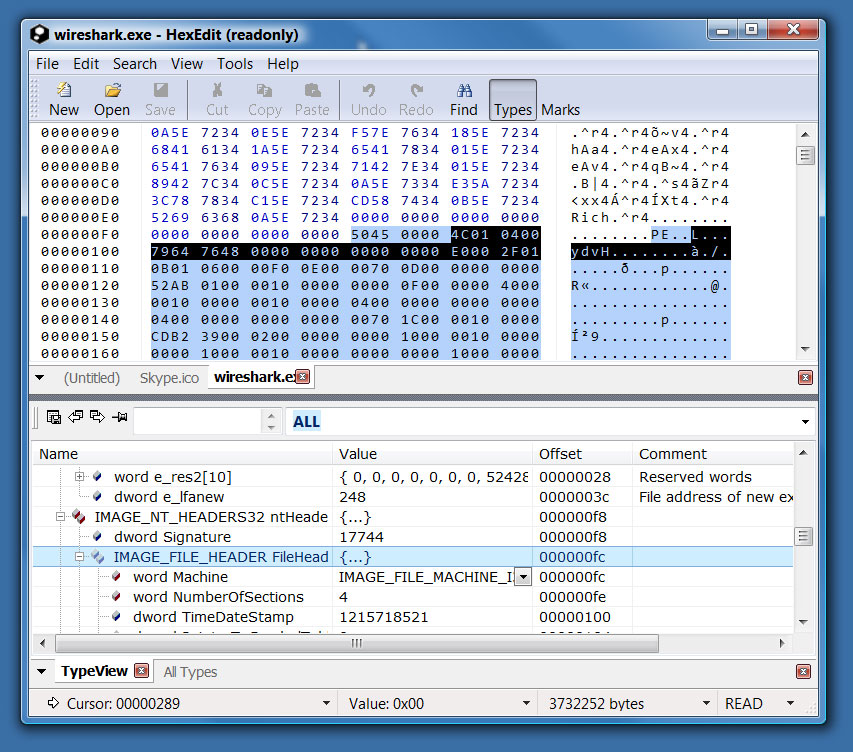 wireshark.exe - HexEdit (readonly)
File Edit Search View Tools Help
New Open Save Cut Copy Paste Undo Redo Find Types Marks
00000090 0A5E 7234 0E5E 7234 F57E 7634 185E 7234 .^r4.^r4õ~v4.^r4
000000A0 6841 6134 1A5E 7234 6541 7834 015E 7234 hAa4.^r4eAx4.^r4
000000B0 6541 7634 095E 7234 7142 7E34 015E 7234 eAv4.^r4qB~4.^r4
000000C0 8942 7C34 0C5E 7234 0A5E 7334 E35A 7234 .B|4.^r4.^s4ãZr4
000000D0 3C78 7834 C15E 7234 CD58 7434 0B5E 7234 <xx4Á^r4ÍXt4.^r4
000000E0 5269 6368 0A5E 7234 0000 0000 0000 0000 Rich.^r4........
000000F0 0000 0000 0000 0000 5045 0000 4C01 0400 ........PE..L...
00000100 7964 7648 0000 0000 0000 0000 E000 2F01 ydvH........à./.
00000110 0B01 0600 00F0 0E00 0070 0D00 0000 0000 .....ð...p......
00000120 52AB 0100 0010 0000 0000 0F00 0000 4000 R«............@.
00000130 0010 0000 0010 0000 0400 0000 0000 0000 ................
00000140 0400 0000 0000 0000 0070 1C00 0010 0000 .........p......
00000150 CDB2 3900 0200 0000 0000 1000 0010 0000 Í²9.............
00000160 0000 1000 0010 0000 0000 0000 1000 0000 ................
(Untitled) Skype.ico wireshark.ex
ALL
Name Value Offset Comment
word e_res2[10] { 0, 0, 0, 0, 0, 0, 0, 52428 00000028 Reserved words
dword e_lfanew 248 0000003c File address of new ex
IMAGE_NT_HEADERS32 ntHeade {...} 000000f8
dword Signature 17744 000000f8
IMAGE_FILE_HEADER FileHead {...} 000000fc
word Machine IMAGE_FILE_MACHINE_I3 000000fc
word NumberOfSections 4 000000fe
dword TimeDateStamp 1215718521 00000100
TypeView All Types
Cursor: 00000289 Value: 0x00 3732252 bytes READ